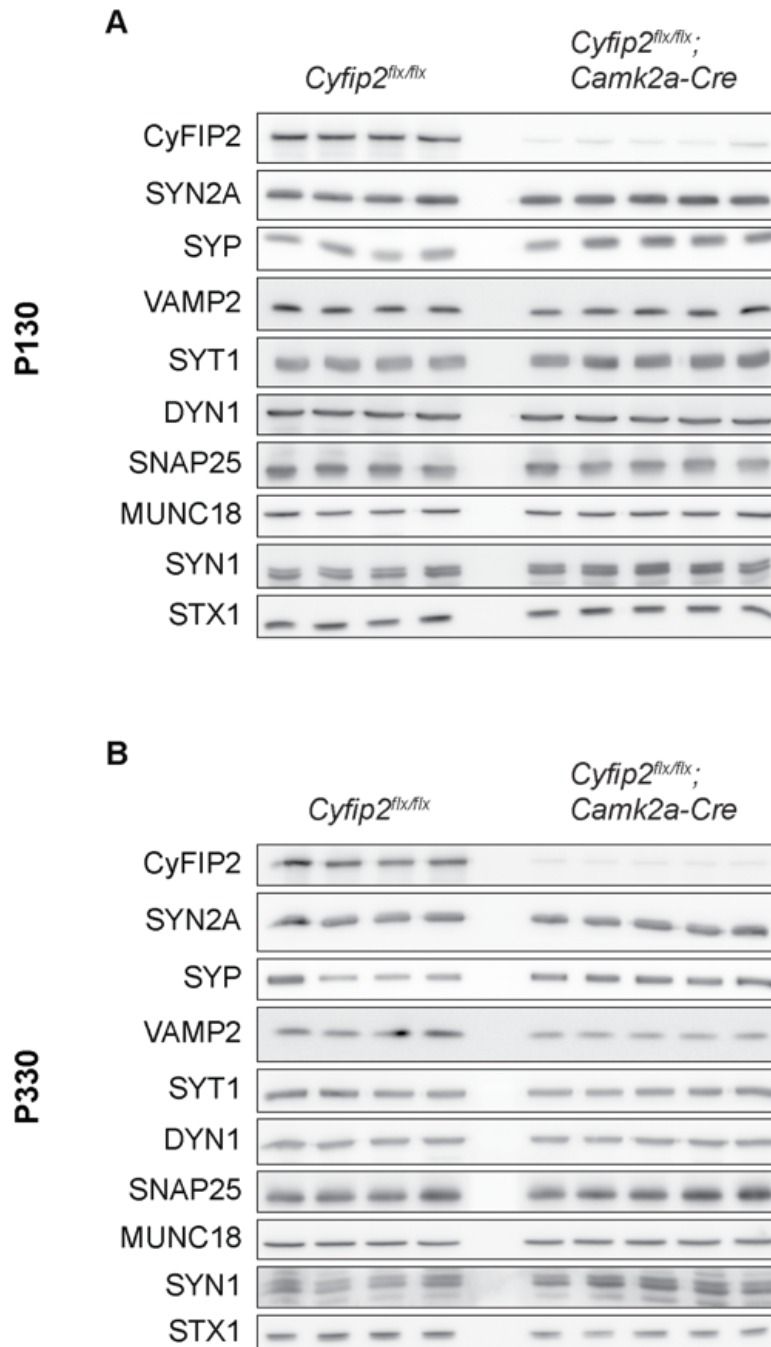 A
Cyfip2flx/flx
Cyfip2flx/flx;
Camk2a-Cre
P130
CyFIP2
SYN2A
SYP
VAMP2
SYT1
DYN1
SNAP25
MUNC18
SYN1
STX1
B
Cyfip2flx/flx
Cyfip2flx/flx;
Camk2a-Cre
P330
CyFIP2
SYN2A
SYP
VAMP2
SYT1
DYN1
SNAP25
MUNC18
SYN1
STX1